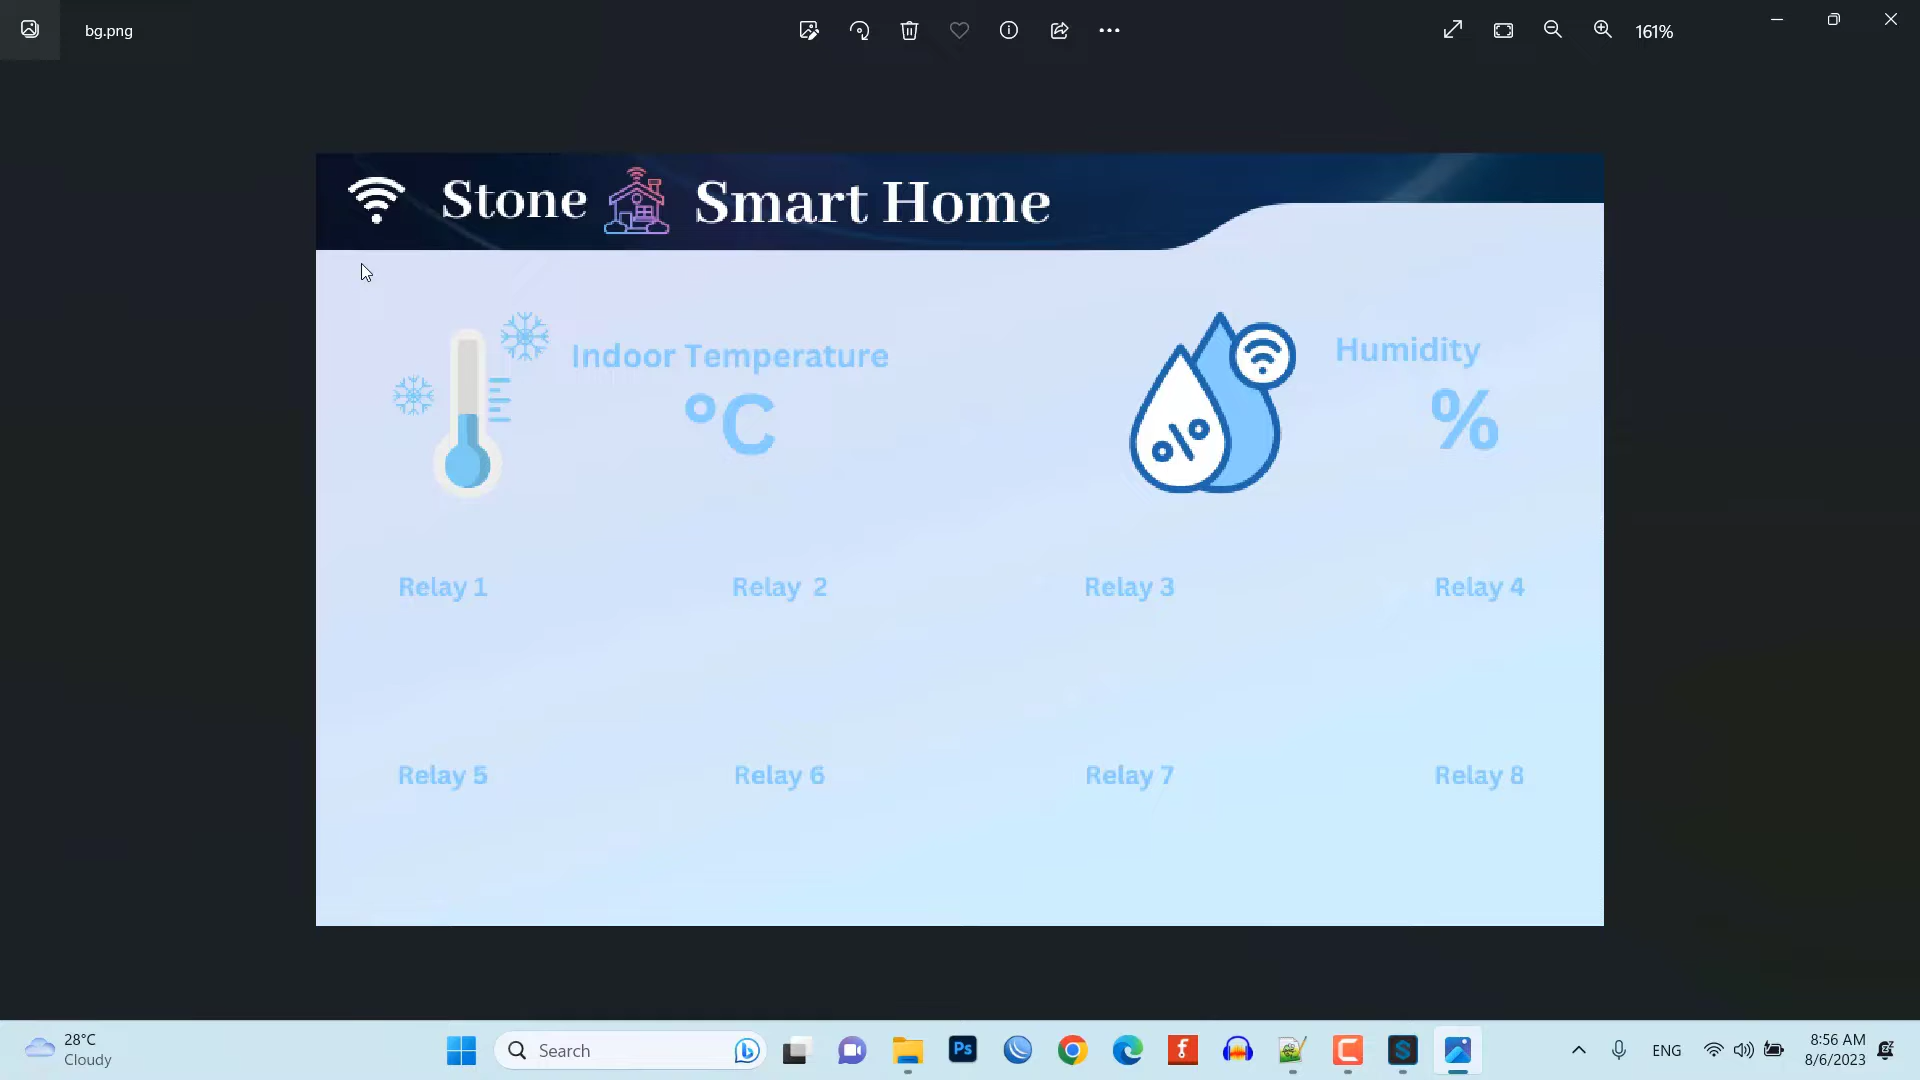 bg.png
161%
Stone Smart Home
Indoor Temperature
°C
Humidity
%
%
Relay 1
Relay  2
Relay 3
Relay 4
Relay 5
Relay 6
Relay 7
Relay 8
28°C
Cloudy
Search
Ps
ENG
8:56 AM
8/6/2023